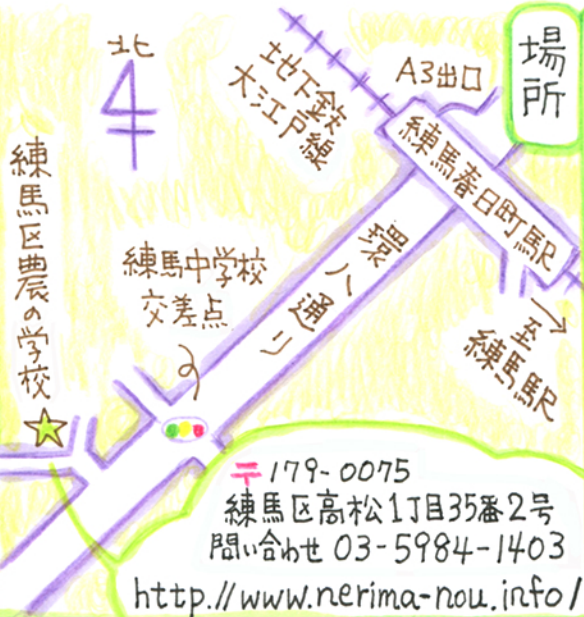 場所
北
地下鉄
大江戸線
A3出口
練馬春日町駅
環八通り
至
練馬駅
練馬中学校
交差点
練馬区農の学校
〒179-0075
練馬区高松1丁目35番2号
問い合わせ 03-5984-1403
http.//www.nerima-nou.info/